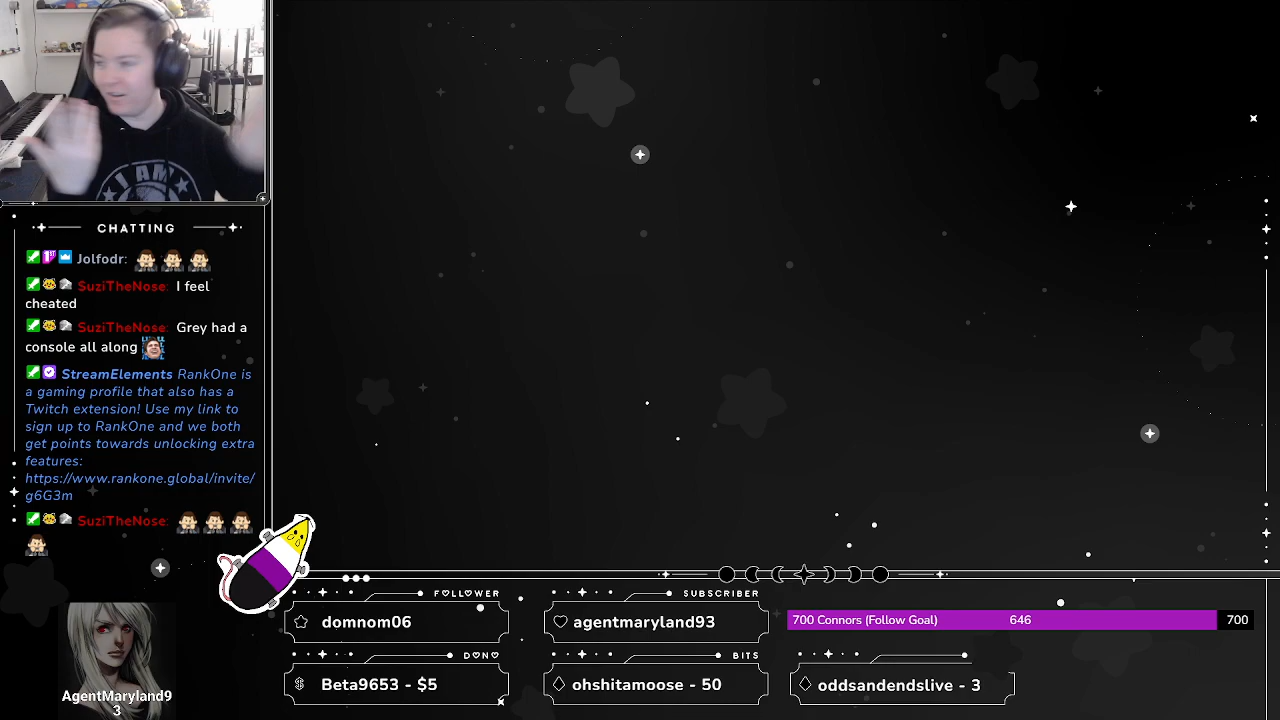 I AM
CHATTING
Jolfodr:
SuziTheNose: I feel
cheated
SuziTheNose: Grey had a
console all along
StreamElements RankOne is
a gaming profile that also has a
Twitch extension! Use my link to
sign up to RankOne and we both
get points towards unlocking extra
features:
https://www.rankone.global/invite/
g6G3m
SuziTheNose:
AgentMaryland9
3
FOLLOWER
domnom06
SUBSCRIBER
agentmaryland93
700 Connors (Follow Goal) 646 700
DONO
Beta9653 - $5
BITS
ohshitamoose - 50
oddsandendslive - 3